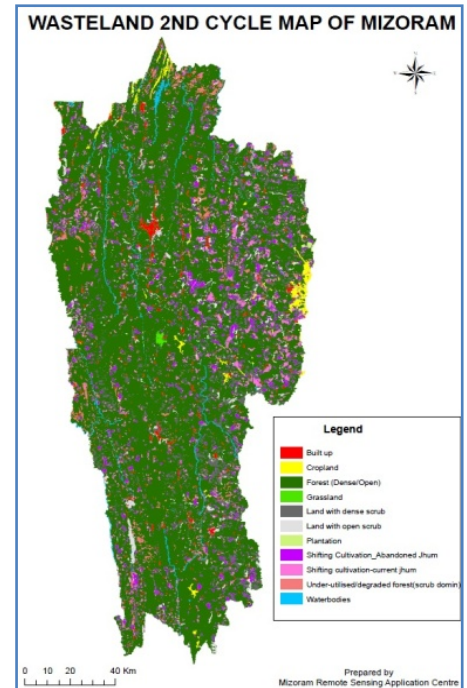 WASTELAND 2ND CYCLE MAP OF MIZORAM
Legend
Built up
Cropland
Forest (Dense/Open)
Grassland
Land with dense scrub
Land with open scrub
Plantation
Shifting Cultivation_Abandoned Jhum
Shifting cultivation-current jhum
Under-utilised/degraded forest(scrub domin)
Waterbodies
0 10 20 40 Km
Prepared by
Mizoram Remote Sensing Application Centre